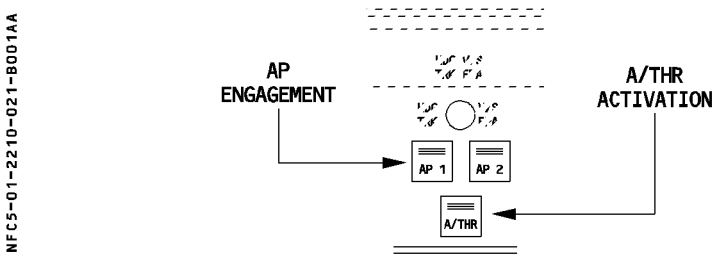 NFC5-01-2210-021-B001AA
AP
ENGAGEMENT
A/THR
ACTIVATION
AP 1
AP 2
A/THR